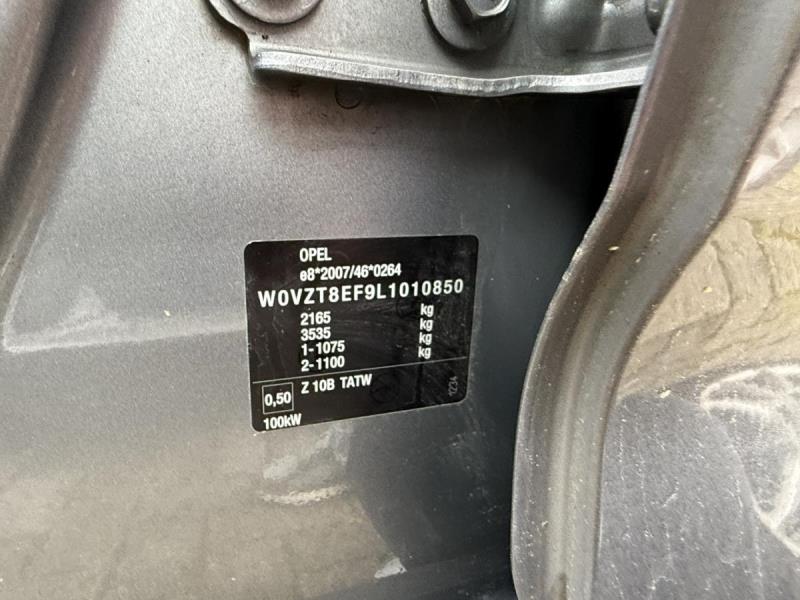 OPEL
e8*2007/46*0264
W0VZT8EF9L1010850
2165 kg
3535 kg
1-1075 kg
2-1100 kg
0,50 Z 10B TATW
100kW
1234